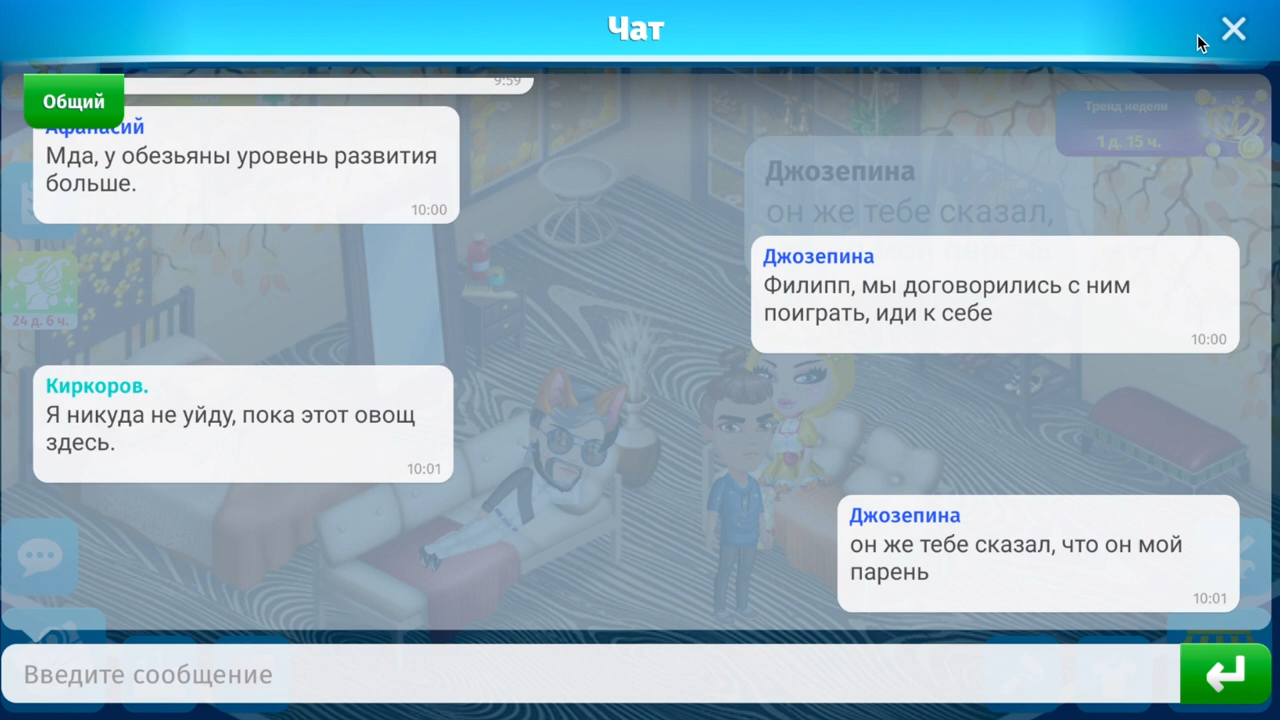 Чат
9:59
Общий
Афанасий
Мда, у обезьяны уровень развития
больше.
10:00
Тренд недели
1 д. 15 ч.
Джозепина
он же тебе сказал,
Джозепина
Филипп, мы договорились с ним
поиграть, иди к себе
10:00
24 д. 6 ч.
Киркоров.
Я никуда не уйду, пока этот овощ
здесь.
10:01
Джозепина
он же тебе сказал, что он мой
парень
10:01
Введите сообщение